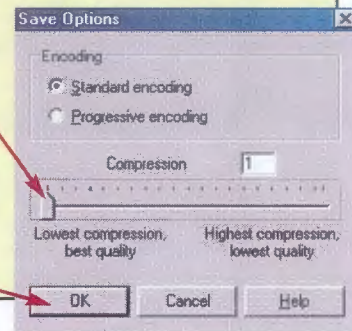 Save Options
Encoding
Standard encoding
Progressive encoding
Compression 1
Lowest compression, Highest compression,
best quality lowest quality
OK Cancel Help